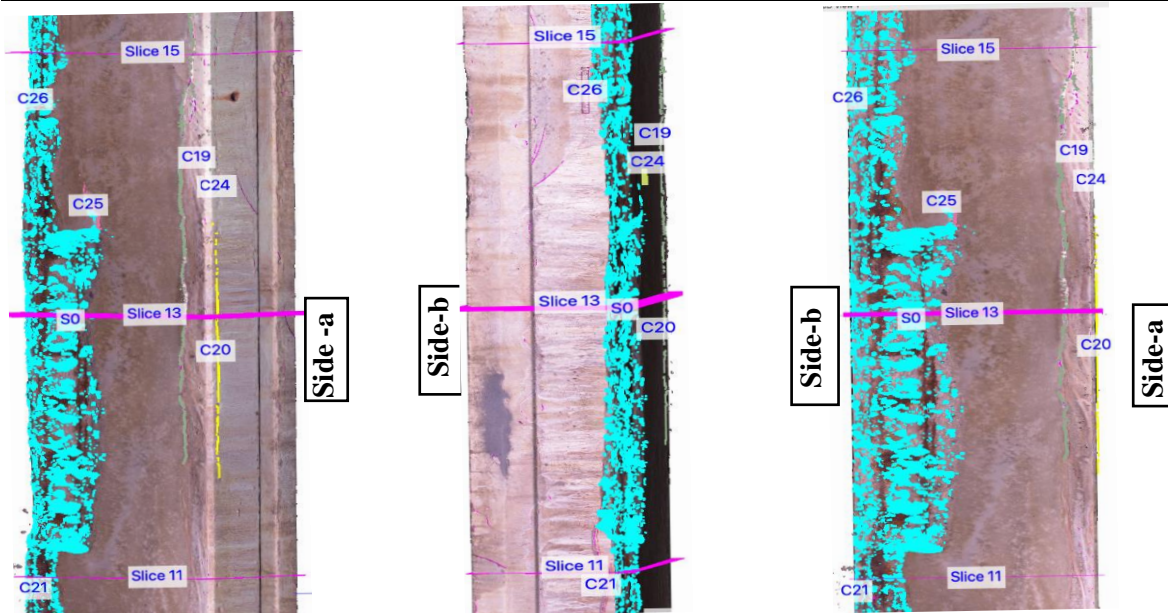 Slice 15
C26
C19
C24
C25
S0
Slice 13
C20
Slice 11
C21
Side -a
Side-b
Slice 15
C26
C19
C24
Slice 13
S0
C20
Slice 11
C21
Side-b
Slice 15
C26
C19
C24
C25
S0
Slice 13
C20
Slice 11
C21
Side-a